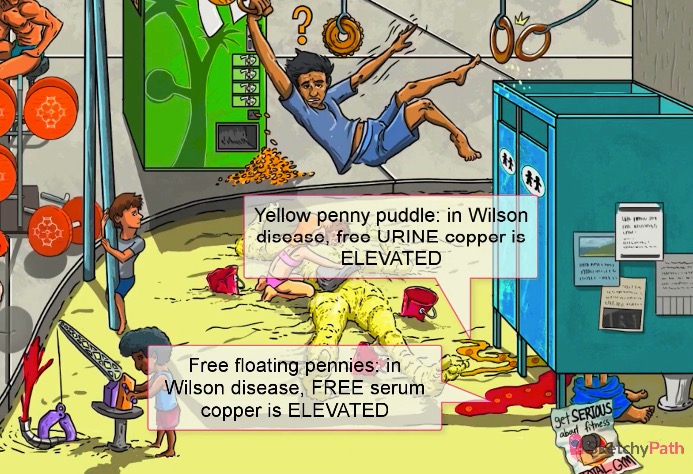 ?
Yellow penny puddle: in Wilson
disease, free URINE copper is
ELEVATED
Free floating pennies: in
Wilson disease, FREE serum
copper is ELEVATED
get SERIOUS
about fitness
SketchyPath
GYM